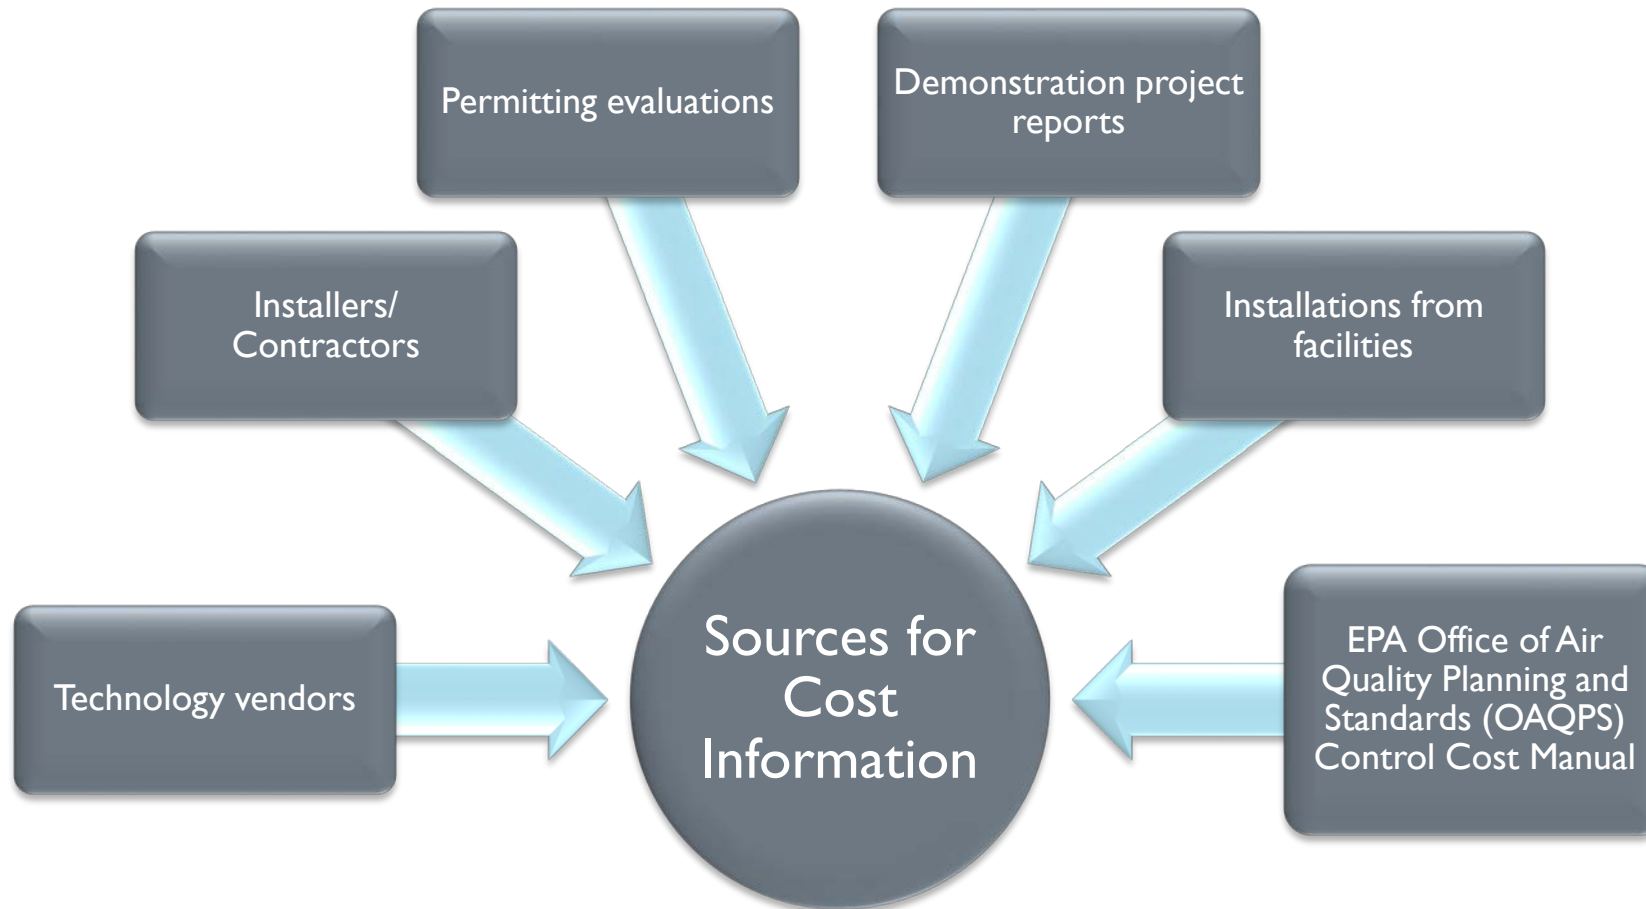 Permitting evaluations
Demonstration project
reports
Installers/
Contractors
Installations from
facilities
Technology vendors
Sources for
Cost
Information
EPA Office of Air
Quality Planning and
Standards (OAQPS)
Control Cost Manual